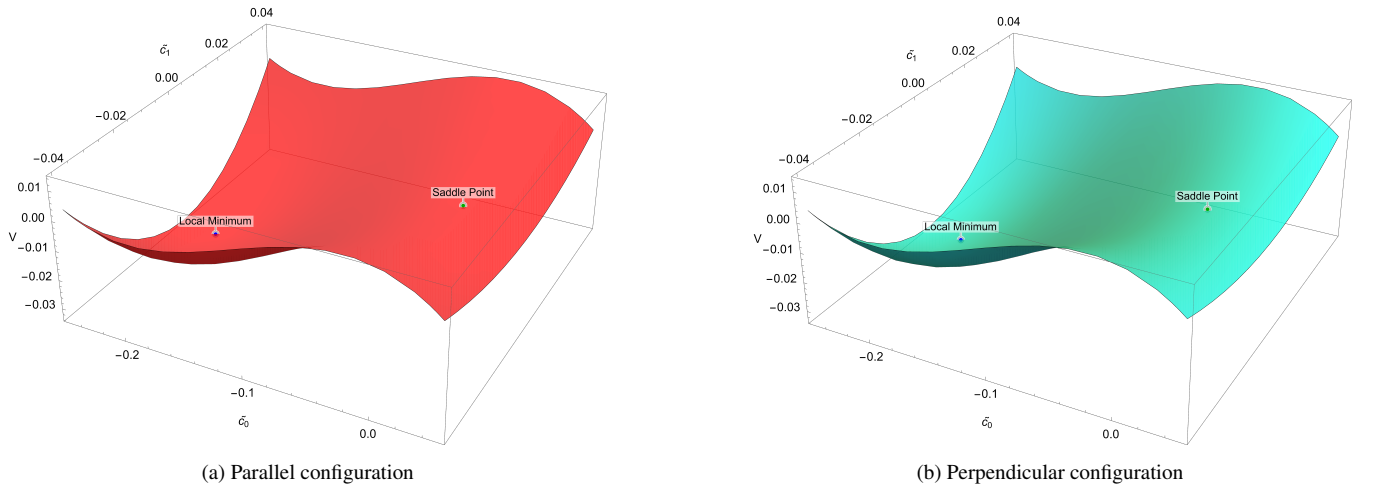 0.04
0.02
c̃₁
0.00
−0.02
−0.04
0.01
0.00
V
−0.01
−0.02
−0.03
Saddle Point
Local Minimum
−0.2
−0.1
c̃₀
0.0
(a) Parallel configuration
0.04
0.02
c̃₁
0.00
−0.02
−0.04
0.01
0.00
V
−0.01
−0.02
−0.03
Saddle Point
Local Minimum
−0.2
−0.1
c̃₀
0.0
(b) Perpendicular configuration